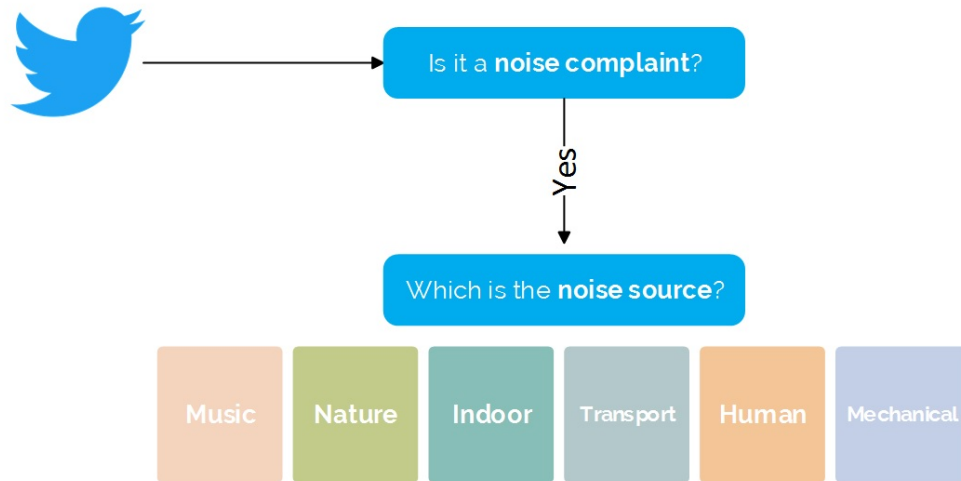 Is it a noise complaint?
Yes
Which is the noise source?
Music
Nature
Indoor
Transport
Human
Mechanical